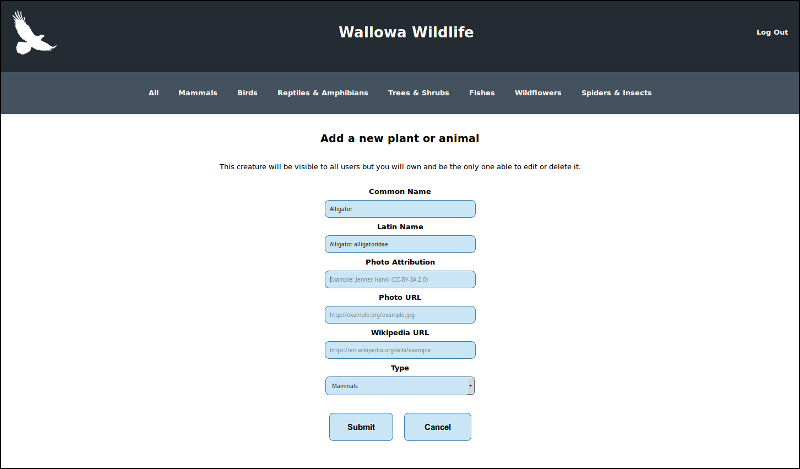 Wallowa Wildlife
Log Out
All Mammals Birds Reptiles & Amphibians Trees & Shrubs Fishes Wildflowers Spiders & Insects
Add a new plant or animal
This creature will be visible to all users but you will own and be the only one able to edit or delete it.
Common Name
Alligator
Latin Name
Alligator alligatoridae
Photo Attribution
Example: Jenner Hanni (CC-BY-SA 2.0)
Photo URL
http://example.org/example.jpg
Wikipedia URL
https://en.wikipedia.org/wiki/example
Type
Mammals
Submit Cancel